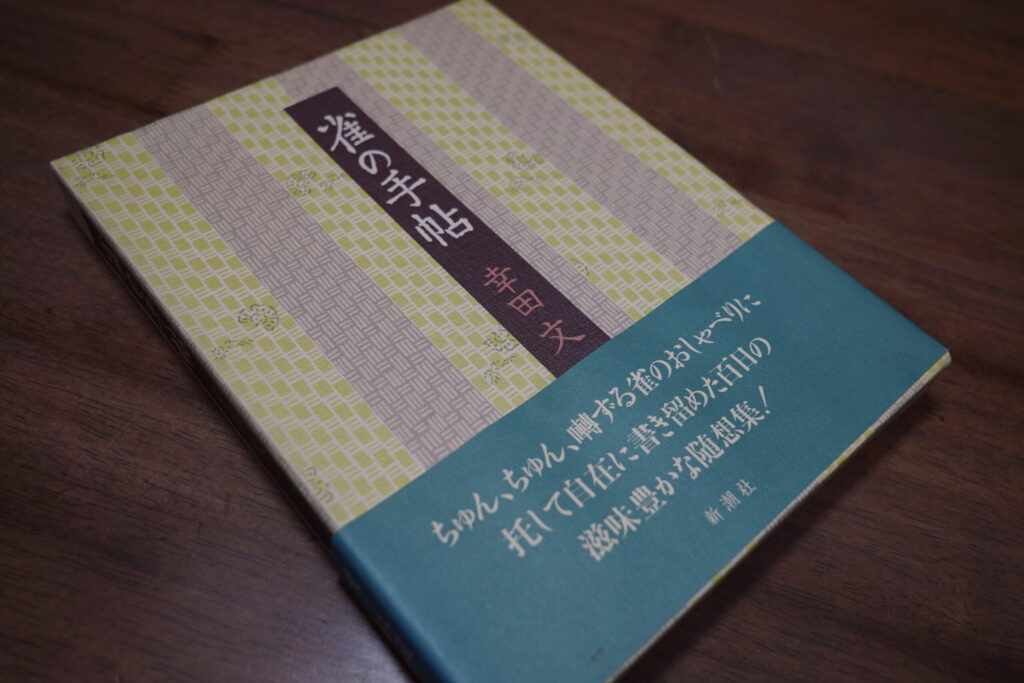 雀の手帖
幸田文
ちゅん、ちゅん、囀ずる雀のおしゃべりに
托して自在に書き留めた百日の
滋味豊かな随想集!
新潮社